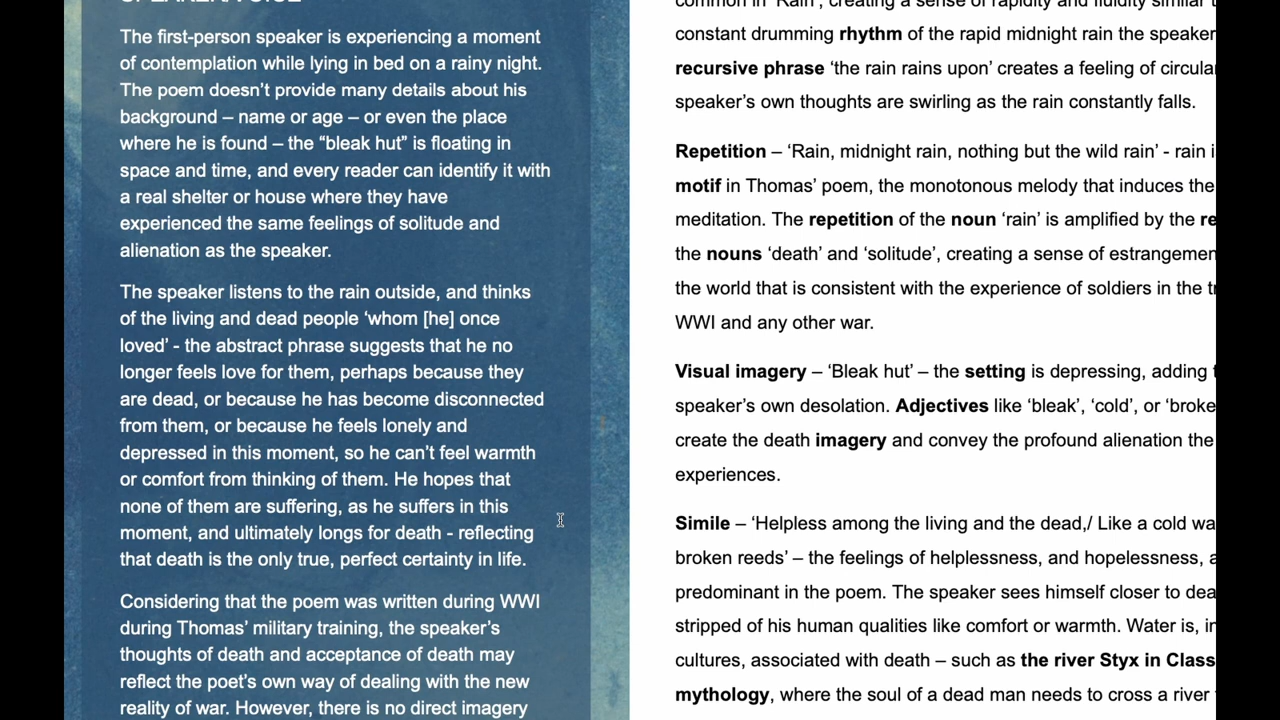 SPEAKER/VOICE
The first-person speaker is experiencing a moment
of contemplation while lying in bed on a rainy night.
The poem doesn’t provide many details about his
background – name or age – or even the place
where he is found – the “bleak hut” is floating in
space and time, and every reader can identify it with
a real shelter or house where they have
experienced the same feelings of solitude and
alienation as the speaker.
The speaker listens to the rain outside, and thinks
of the living and dead people ‘whom [he] once
loved’ - the abstract phrase suggests that he no
longer feels love for them, perhaps because they
are dead, or because he has become disconnected
from them, or because he feels lonely and
depressed in this moment, so he can’t feel warmth
or comfort from thinking of them. He hopes that
none of them are suffering, as he suffers in this
moment, and ultimately longs for death - reflecting
that death is the only true, perfect certainty in life.
Considering that the poem was written during WWI
during Thomas’ military training, the speaker’s
thoughts of death and acceptance of death may
reflect the poet’s own way of dealing with the new
reality of war. However, there is no direct imagery
common in ‘Rain’, creating a sense of rapidity and fluidity similar
constant drumming rhythm of the rapid midnight rain the speaker
recursive phrase ‘the rain rains upon’ creates a feeling of circular
speaker’s own thoughts are swirling as the rain constantly falls.
Repetition – ‘Rain, midnight rain, nothing but the wild rain’ - rain
motif in Thomas’ poem, the monotonous melody that induces the
meditation. The repetition of the noun ‘rain’ is amplified by the re
the nouns ‘death’ and ‘solitude’, creating a sense of estrangemen
the world that is consistent with the experience of soldiers in the
WWI and any other war.
Visual imagery – ‘Bleak hut’ – the setting is depressing, adding
speaker’s own desolation. Adjectives like ‘bleak’, ‘cold’, or ‘broke
create the death imagery and convey the profound alienation the
experiences.
Simile – ‘Helpless among the living and the dead,/ Like a cold wa
broken reeds’ – the feelings of helplessness, and hopelessness, a
predominant in the poem. The speaker sees himself closer to dea
stripped of his human qualities like comfort or warmth. Water is, in
cultures, associated with death – such as the river Styx in Class
mythology, where the soul of a dead man needs to cross a river